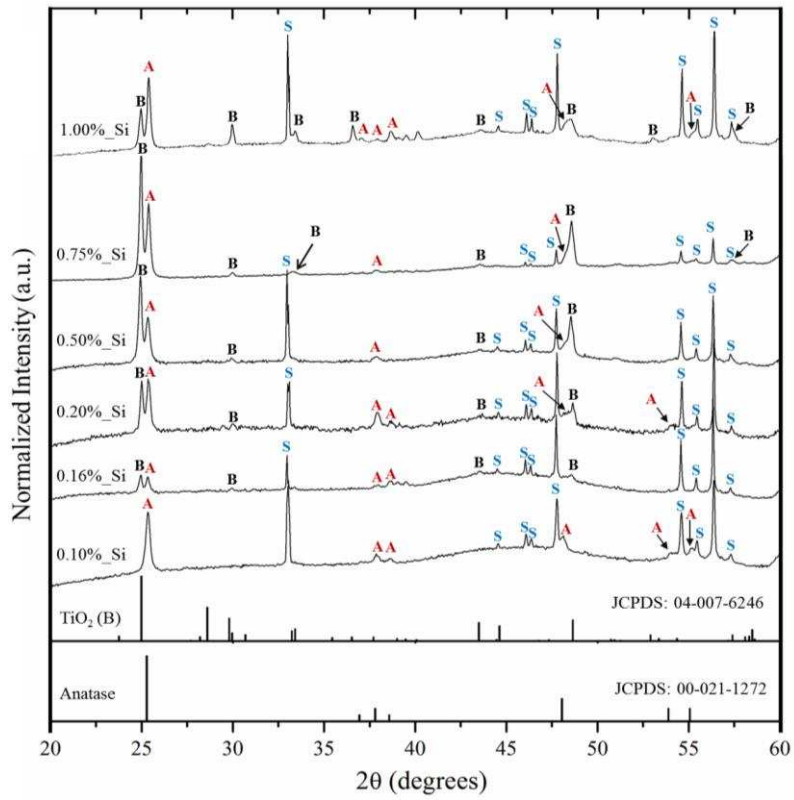 S
S
S
S
A
A
A
B
S
S
S
S
B
B
B
B
B
A
A
A
S
B
B
1.00%_Si
B
A
A
B
B
B
S
B
0.75%_Si
S
S
S
S
S
B
A
B
B
A
S
A
B
S
0.50%_Si
S
S
S
S
B
A
B
S
S
S
B
A
S
A
S
S
A
0.20%_Si
A
A
B
S
B
B
S
S
S
B
A
S
S
0.16%_Si
B
A
A
B
S
B
S
S
A
S
A
A
S
S
S
A
S
0.10%_Si
A
A
S
S
TiO2 (B)
JCPDS: 04-007-6246
Anatase
JCPDS: 00-021-1272
20 25 30 35 40 45 50 55 60
2θ (degrees)
Normalized Intensity (a.u.)